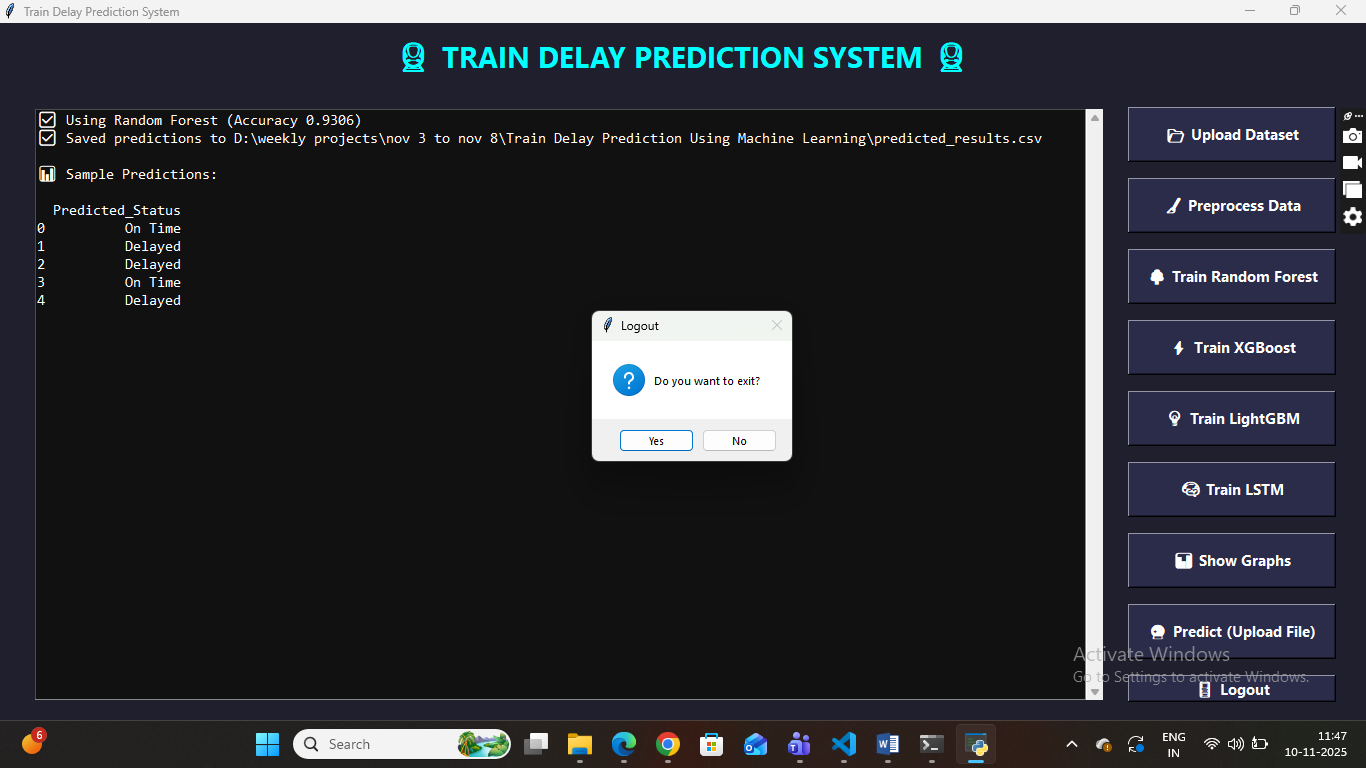 Train Delay Prediction System
TRAIN DELAY PREDICTION SYSTEM
Using Random Forest (Accuracy 0.9306)
Saved predictions to D:\weekly projects\nov 3 to nov 8\Train Delay Prediction Using Machine Learning\predicted_results.csv
Sample Predictions:
Predicted_Status
0 On Time
1 Delayed
2 Delayed
3 On Time
4 Delayed
Logout
? Do you want to exit?
Yes No
Upload Dataset
Preprocess Data
Train Random Forest
Train XGBoost
Train LightGBM
Train LSTM
Show Graphs
Predict (Upload File)
Activate Windows
Go to Settings to activate Windows.
Logout
6
Search
ENG
IN
11:47
10-11-2025